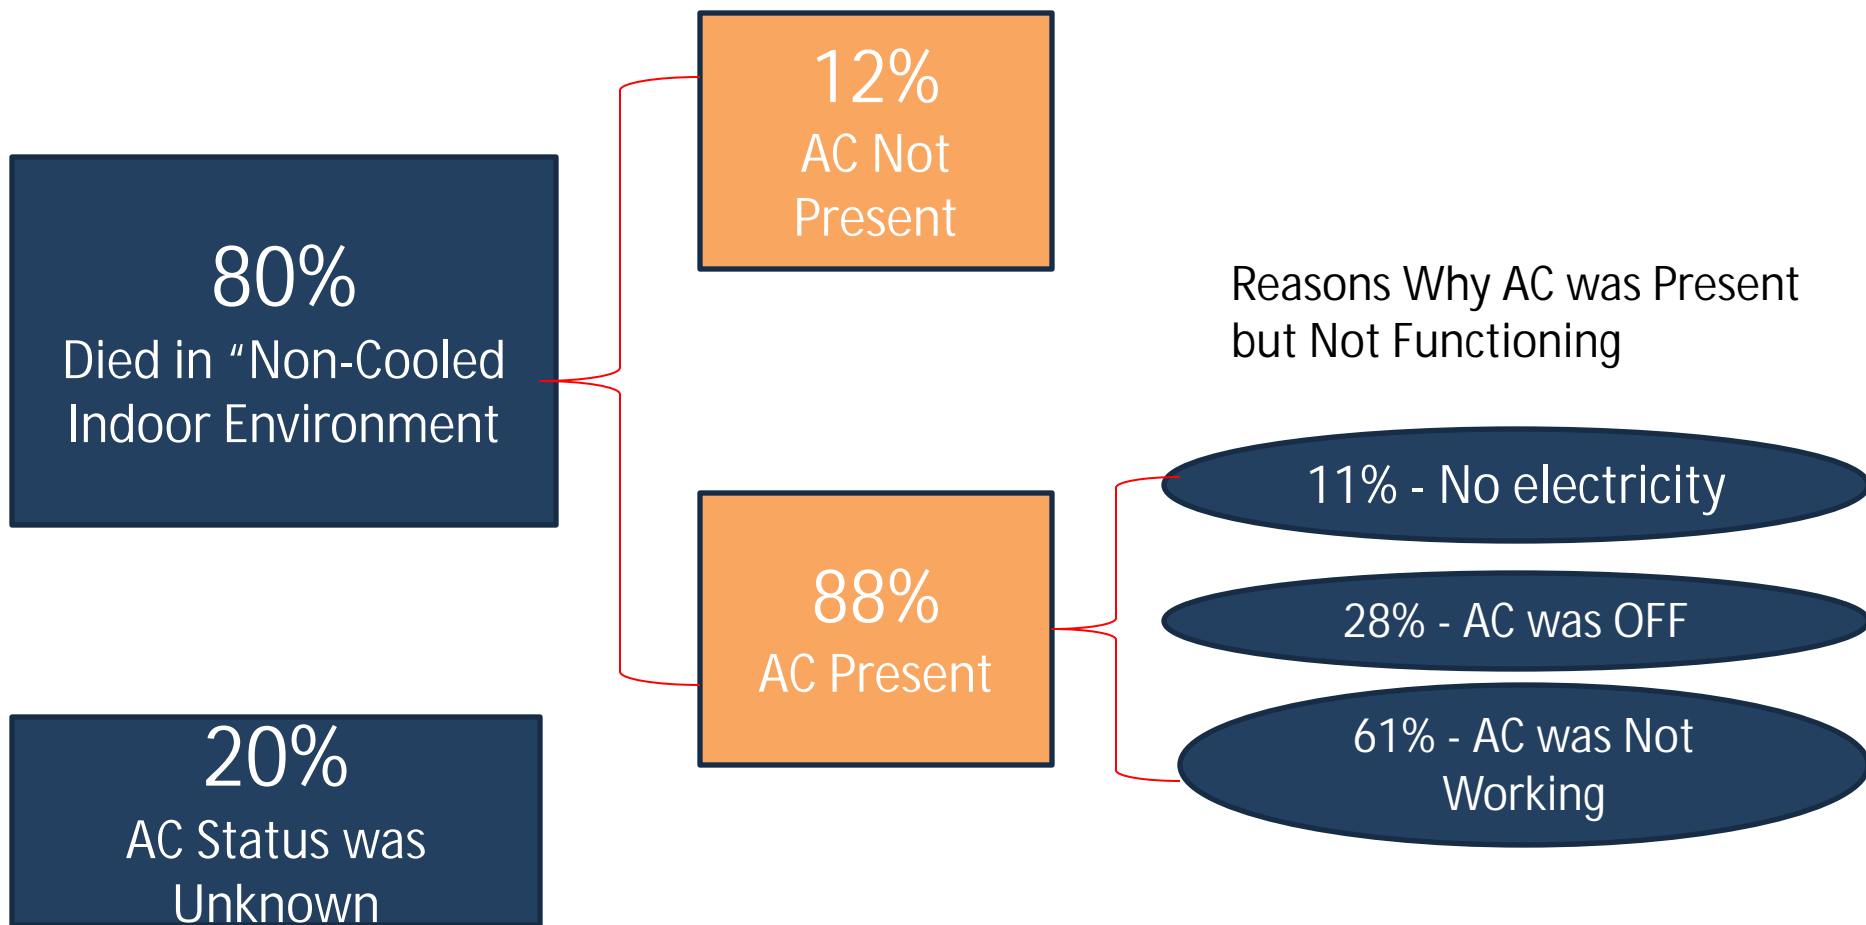 80%
Died in “Non-Cooled
Indoor Environment
20%
AC Status was
Unknown
12%
AC Not
Present
88%
AC Present
Reasons Why AC was Present
but Not Functioning
11% - No electricity
28% - AC was OFF
61% - AC was Not
Working